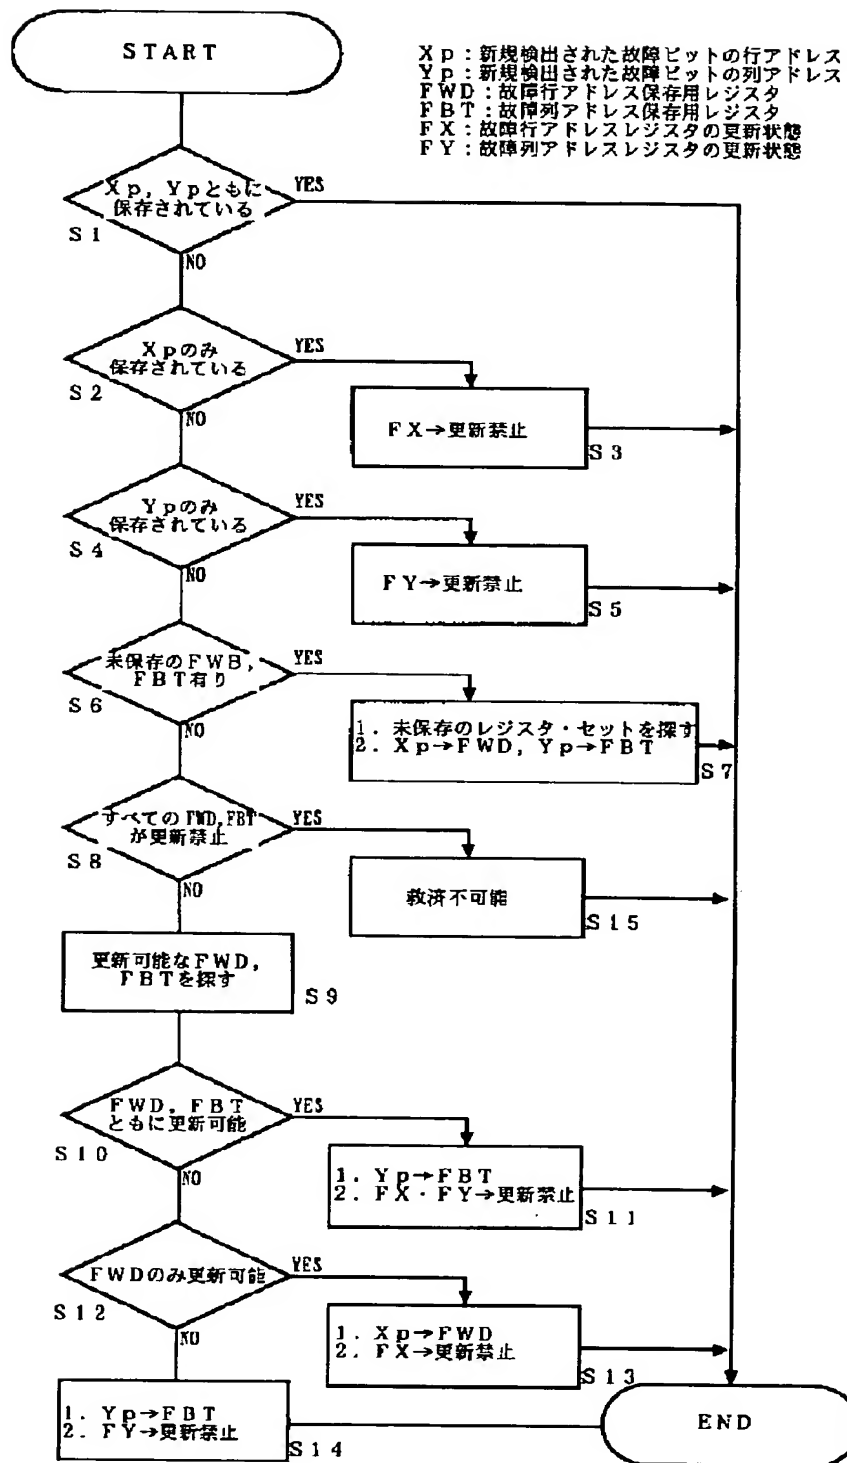 START
Xp:新規検出された故障ビットの行アドレス
Yp:新規検出された故障ビットの列アドレス
FWD:故障行アドレス保存用レジスタ
FBT:故障列アドレス保存用レジスタ
FX:故障行アドレスレジスタの更新状態
FY:故障列アドレスレジスタの更新状態
Xp,Ypともに
保存されている
YES
S1
NO
Xpのみ
保存されている
YES
S2
NO
FX→更新禁止
S3
Ypのみ
保存されている
YES
S4
NO
FY→更新禁止
S5
未保存のFWB,
FBT有り
YES
S6
NO
1.未保存のレジスタ・セットを探す
2.Xp→FWD,Yp→FBT
S7
すべてのFWD,FBT
が更新禁止
YES
S8
NO
救済不可能
S15
更新可能なFWD,
FBTを探す
S9
FWD,FBT
ともに更新可能
YES
S10
NO
1.Yp→FBT
2.FX・FY→更新禁止
S11
FWDのみ更新可能
YES
S12
NO
1.Xp→FWD
2.FX→更新禁止
S13
1.Yp→FBT
2.FY→更新禁止
S14
END